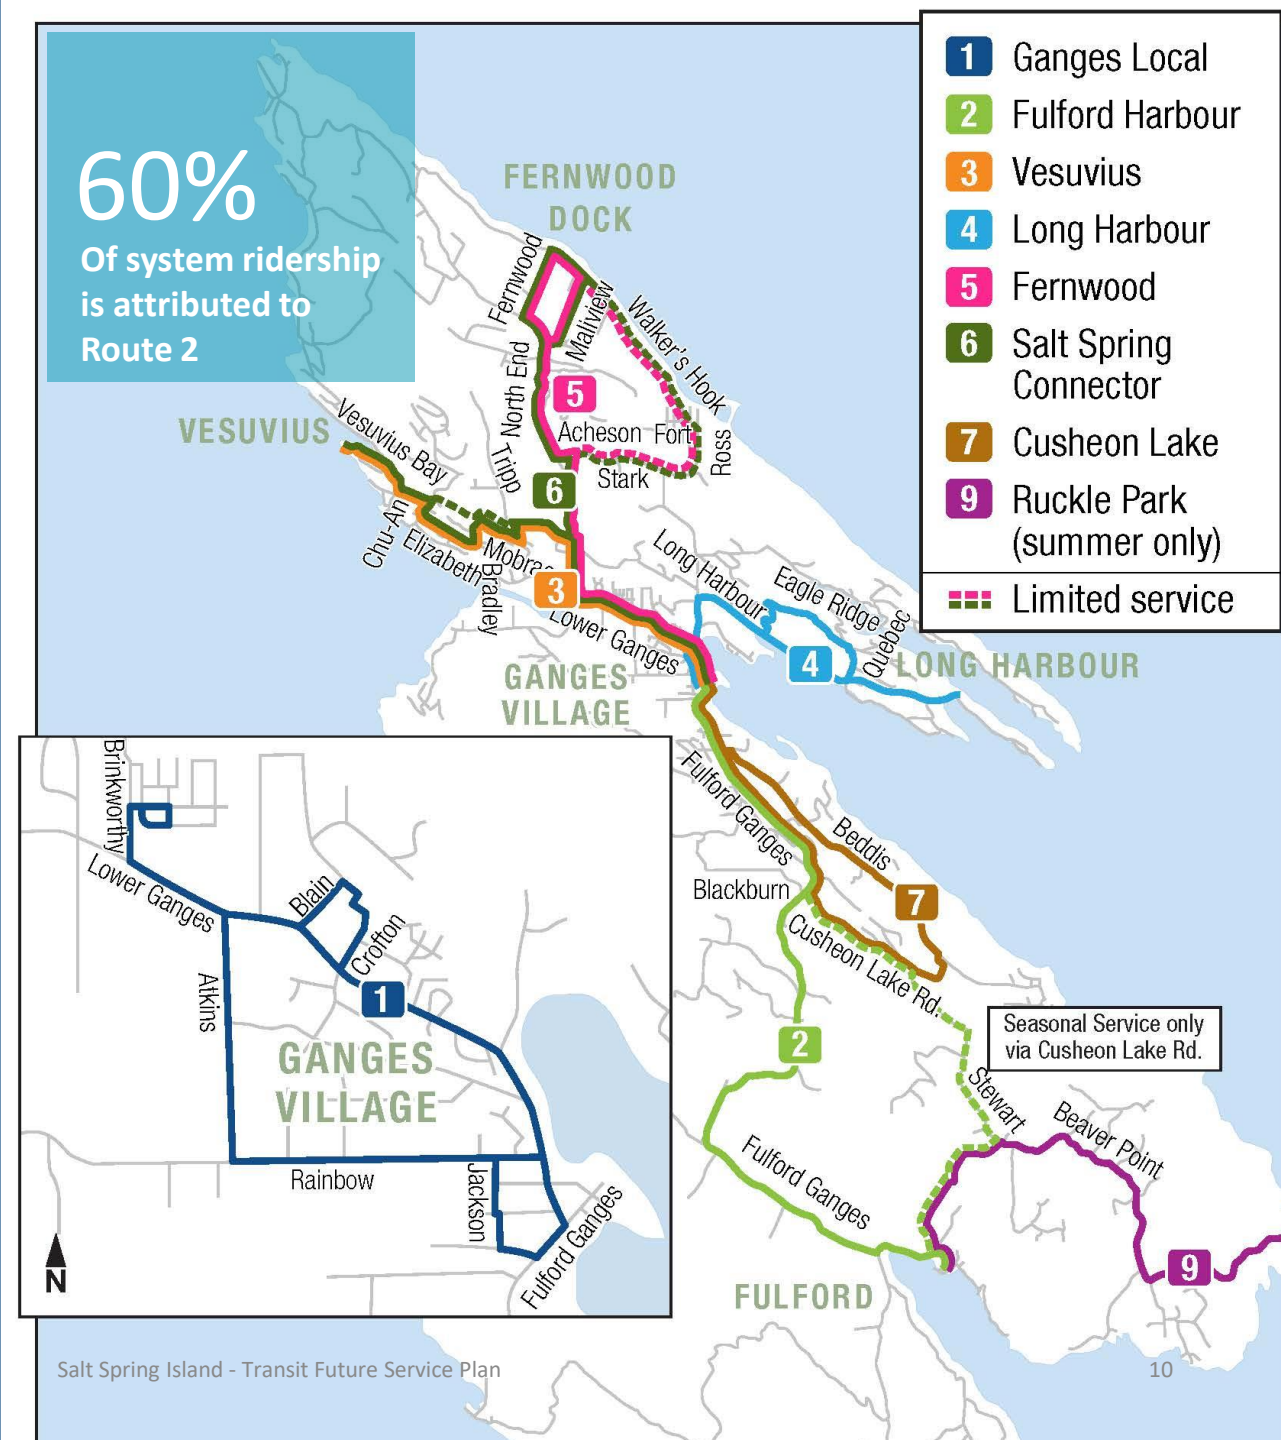 60%
Of system ridership
is attributed to
Route 2
1 Ganges Local
2 Fulford Harbour
3 Vesuvius
4 Long Harbour
5 Fernwood
6 Salt Spring
Connector
7 Cusheon Lake
9 Ruckle Park
(summer only)
Limited service
FERNWOOD
DOCK
Fernwood
Maliview
Walker's Hook
North End
5
Acheson
Fort
Ross
Stark
Tripp
6
VESUVIUS
Vesuvius Bay
Chu-An
Elizabeth
Bradley
3
Lower Ganges
Long Harbour
Eagle Ridge
Quebec
4
LONG HARBOUR
GANGES
VILLAGE
Fulford Ganges
Beddis
Blackburn
7
Cusheon Lake Rd.
2
Seasonal Service only
via Cusheon Lake Rd.
Stewart
Beaver Point
Fulford Ganges
9
FULFORD
Brinkworthy
Lower Ganges
Blain
Crofton
Atkins
1
GANGES
VILLAGE
Rainbow
Jackson
Fulford Ganges
N
Salt Spring Island - Transit Future Service Plan
10